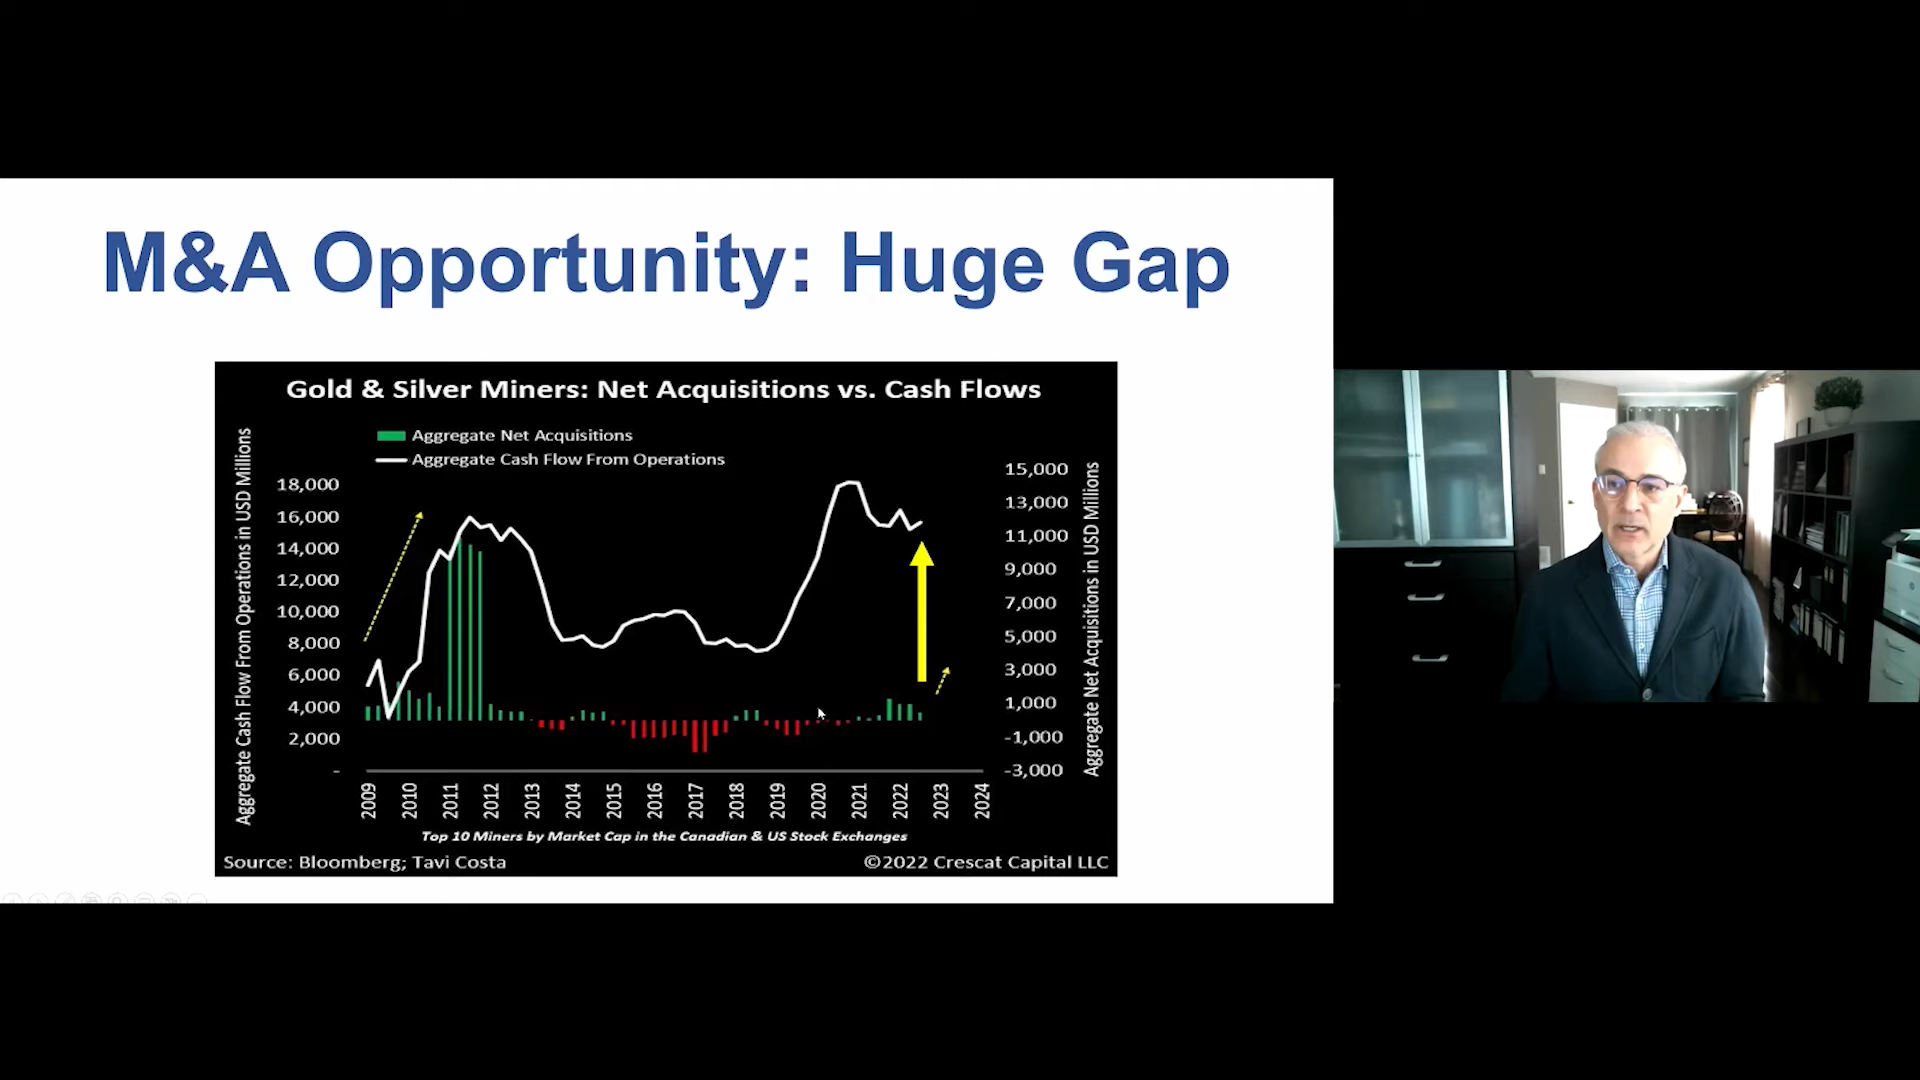 M&A Opportunity: Huge Gap
Gold & Silver Miners: Net Acquisitions vs. Cash Flows
Aggregate Net Acquisitions
Aggregate Cash Flow From Operations
Aggregate Cash Flow From Operations in USD Millions
18,000
16,000
14,000
12,000
10,000
8,000
6,000
4,000
2,000
-
15,000
13,000
11,000
9,000
7,000
5,000
3,000
1,000
-1,000
-3,000
Aggregate Net Acquisitions in USD Millions
2009 2010 2011 2012 2013 2014 2015 2016 2017 2018 2019 2020 2021 2022 2023 2024
Top 10 Miners by Market Cap in the Canadian & US Stock Exchanges
Source: Bloomberg; Tavi Costa
©2022 Crescat Capital LLC